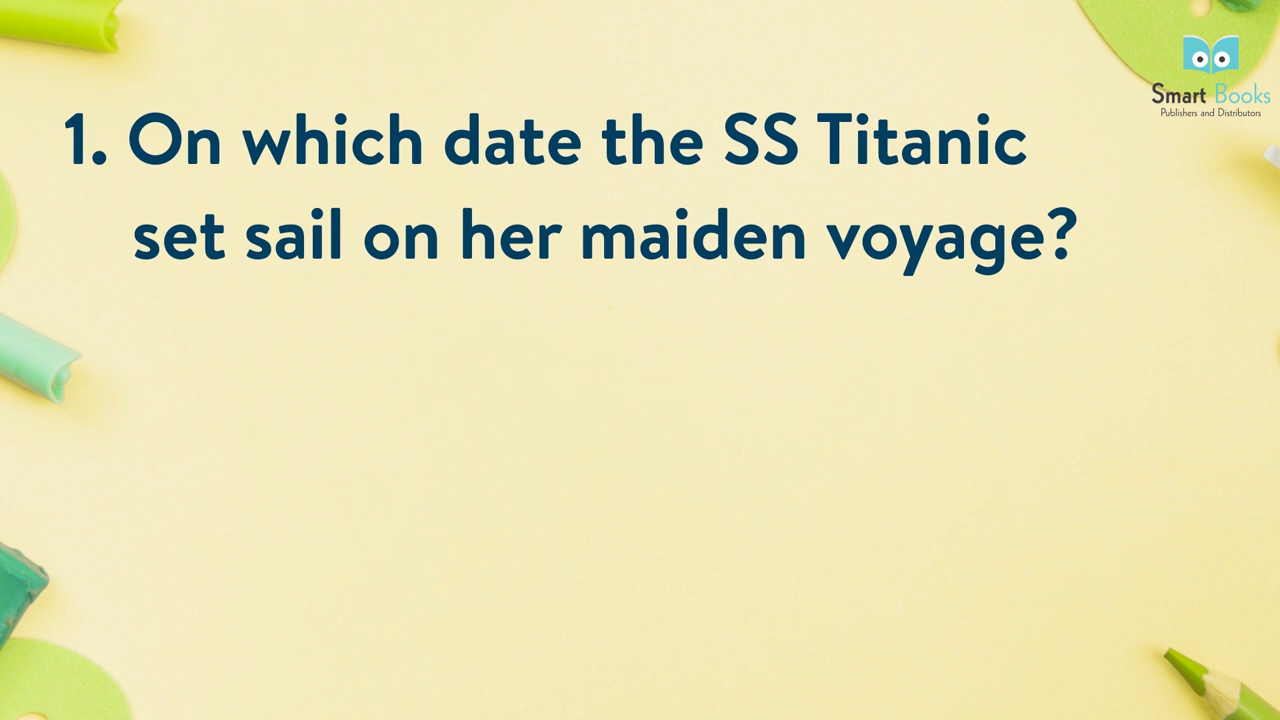 Smart Books
Publishers and Distributors
1. On which date the SS Titanic
set sail on her maiden voyage?